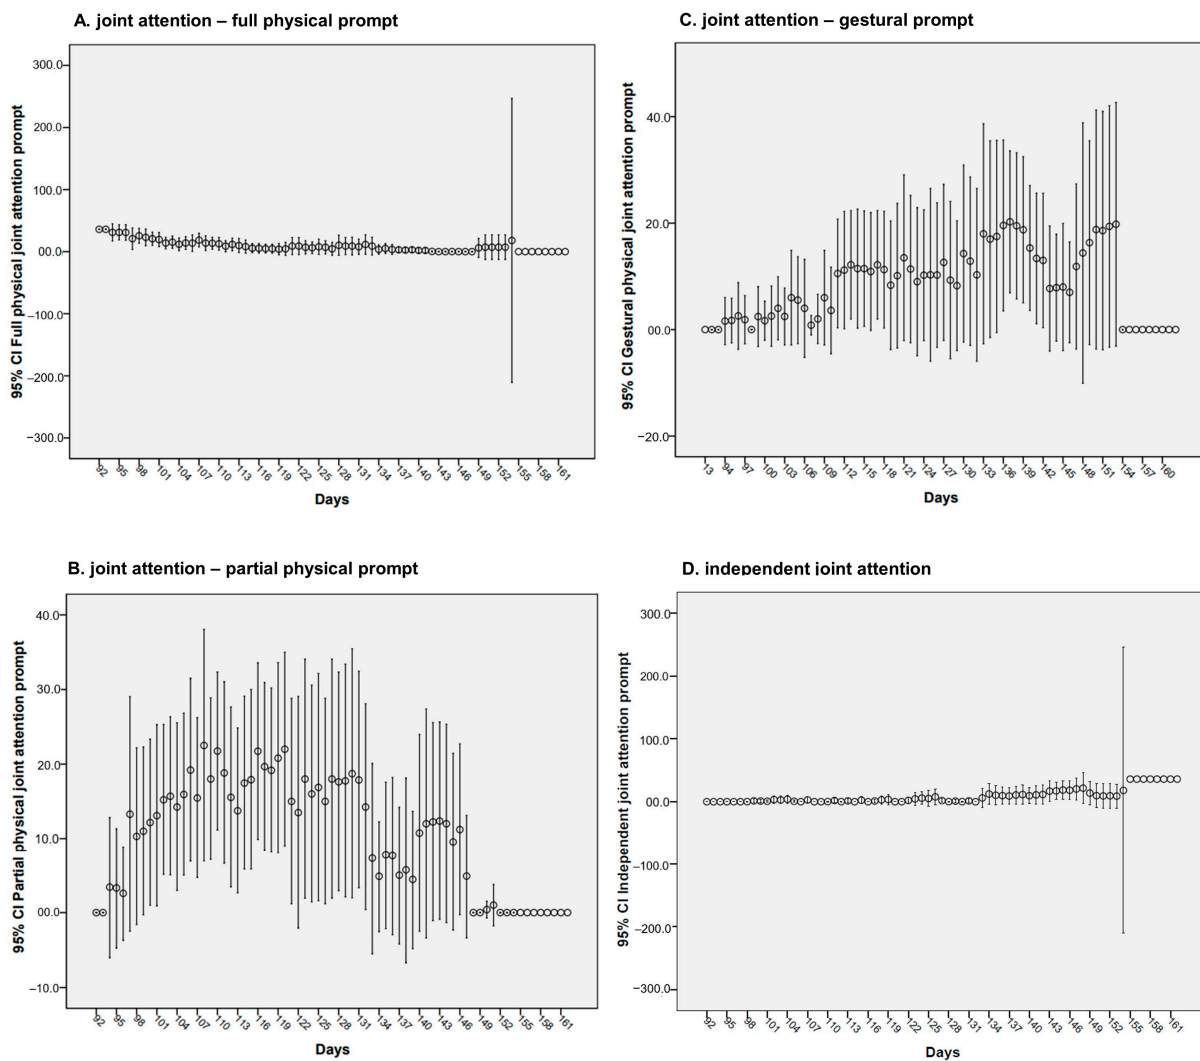 A. joint attention – full physical prompt
95% CI Full physical joint attention prompt
300.0
200.0
100.0
00.0
−100.0
−200.0
−300.0
92 95 98 101 104 107 110 113 116 119 122 125 128 131 134 137 140 143 146 149 152 155 158 161
Days
C. joint attention – gestural prompt
95% CI Gestural physical joint attention prompt
40.0
20.0
00.0
−20.0
13 94 97 100 103 106 109 112 115 118 121 124 127 130 133 136 139 142 145 148 151 154 157 160
Days
B. joint attention – partial physical prompt
95% CI Partial physical joint attention prompt
40.0
30.0
20.0
10.0
00.0
−10.0
92 95 98 101 104 107 110 113 116 119 122 125 128 131 134 137 140 143 146 149 152 155 158 161
Days
D. independent joint attention
95% CI Independent joint attention prompt
300.0
200.0
100.0
00.0
−100.0
−200.0
−300.0
92 95 98 101 104 107 110 113 116 119 122 125 128 131 134 137 140 143 146 149 152 155 158 161
Days